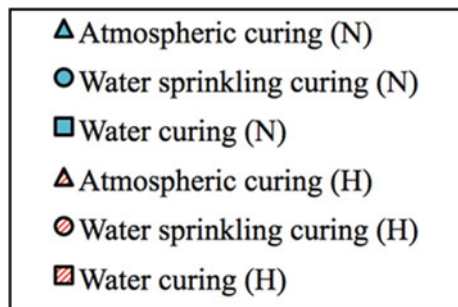 Atmospheric curing (N)
Water sprinkling curing (N)
Water curing (N)
Atmospheric curing (H)
Water sprinkling curing (H)
Water curing (H)